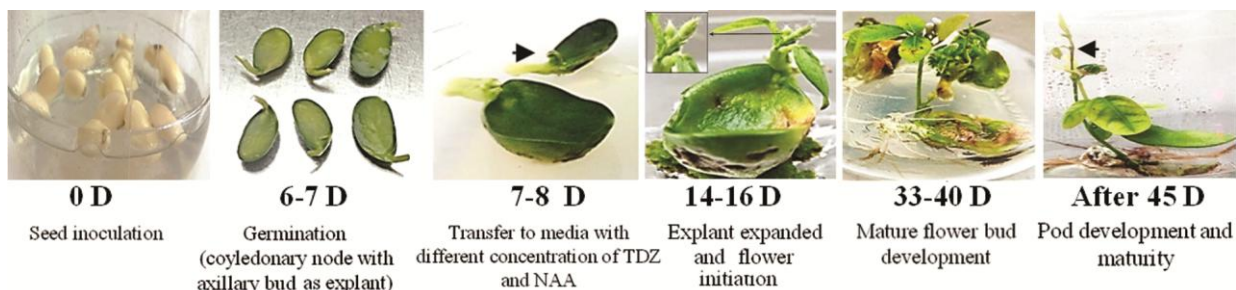 0 D
Seed inoculation
6-7 D
Germination
(coyledonary node with
axillary bud as explant)
7-8 D
Transfer to media with
different concentration of TDZ
and NAA
14-16 D
Explant expanded
and flower
initiation
33-40 D
Mature flower bud
development
After 45 D
Pod development and
maturity